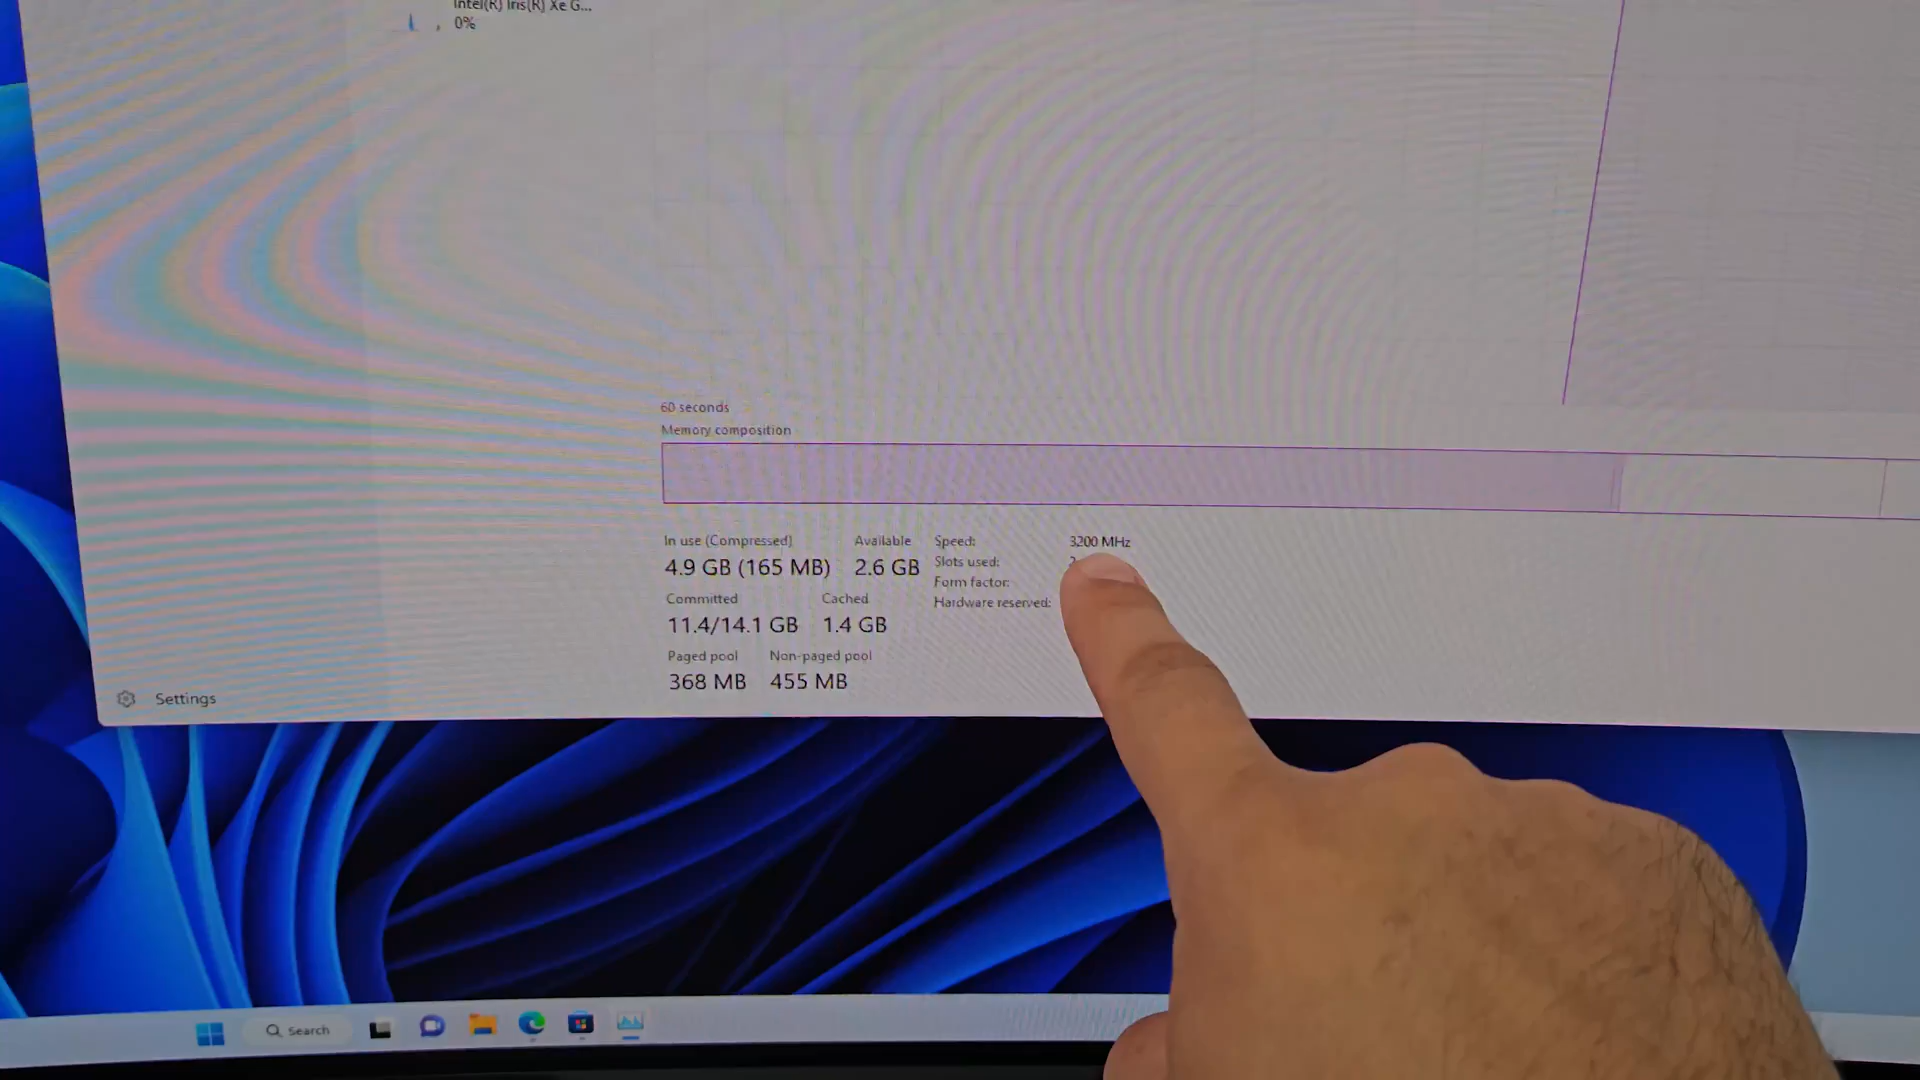 Intel(R) Iris(R) Xe G...
0%
60 seconds
Memory composition
In use (Compressed)
4.9 GB (165 MB)
Available
2.6 GB
Speed:
3200 MHz
Slots used:
Form factor:
Hardware reserved:
Committed
11.4/14.1 GB
Cached
1.4 GB
Paged pool
368 MB
Non-paged pool
455 MB
Settings
Search